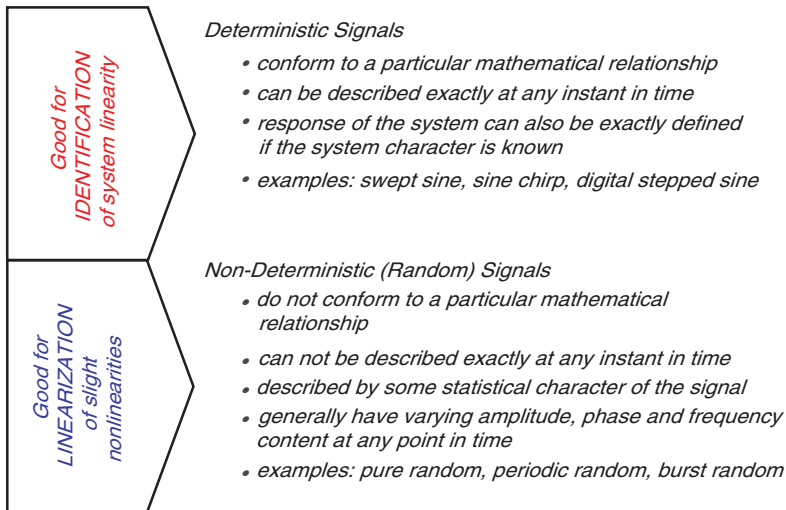 Good for
IDENTIFICATION
of system linearity
Deterministic Signals
• conform to a particular mathematical relationship
• can be described exactly at any instant in time
• response of the system can also be exactly defined
if the system character is known
• examples: swept sine, sine chirp, digital stepped sine
Good for
LINEARIZATION
of slight
nonlinearities
Non-Deterministic (Random) Signals
• do not conform to a particular mathematical
relationship
• can not be described exactly at any instant in time
• described by some statistical character of the signal
• generally have varying amplitude, phase and frequency
content at any point in time
• examples: pure random, periodic random, burst random